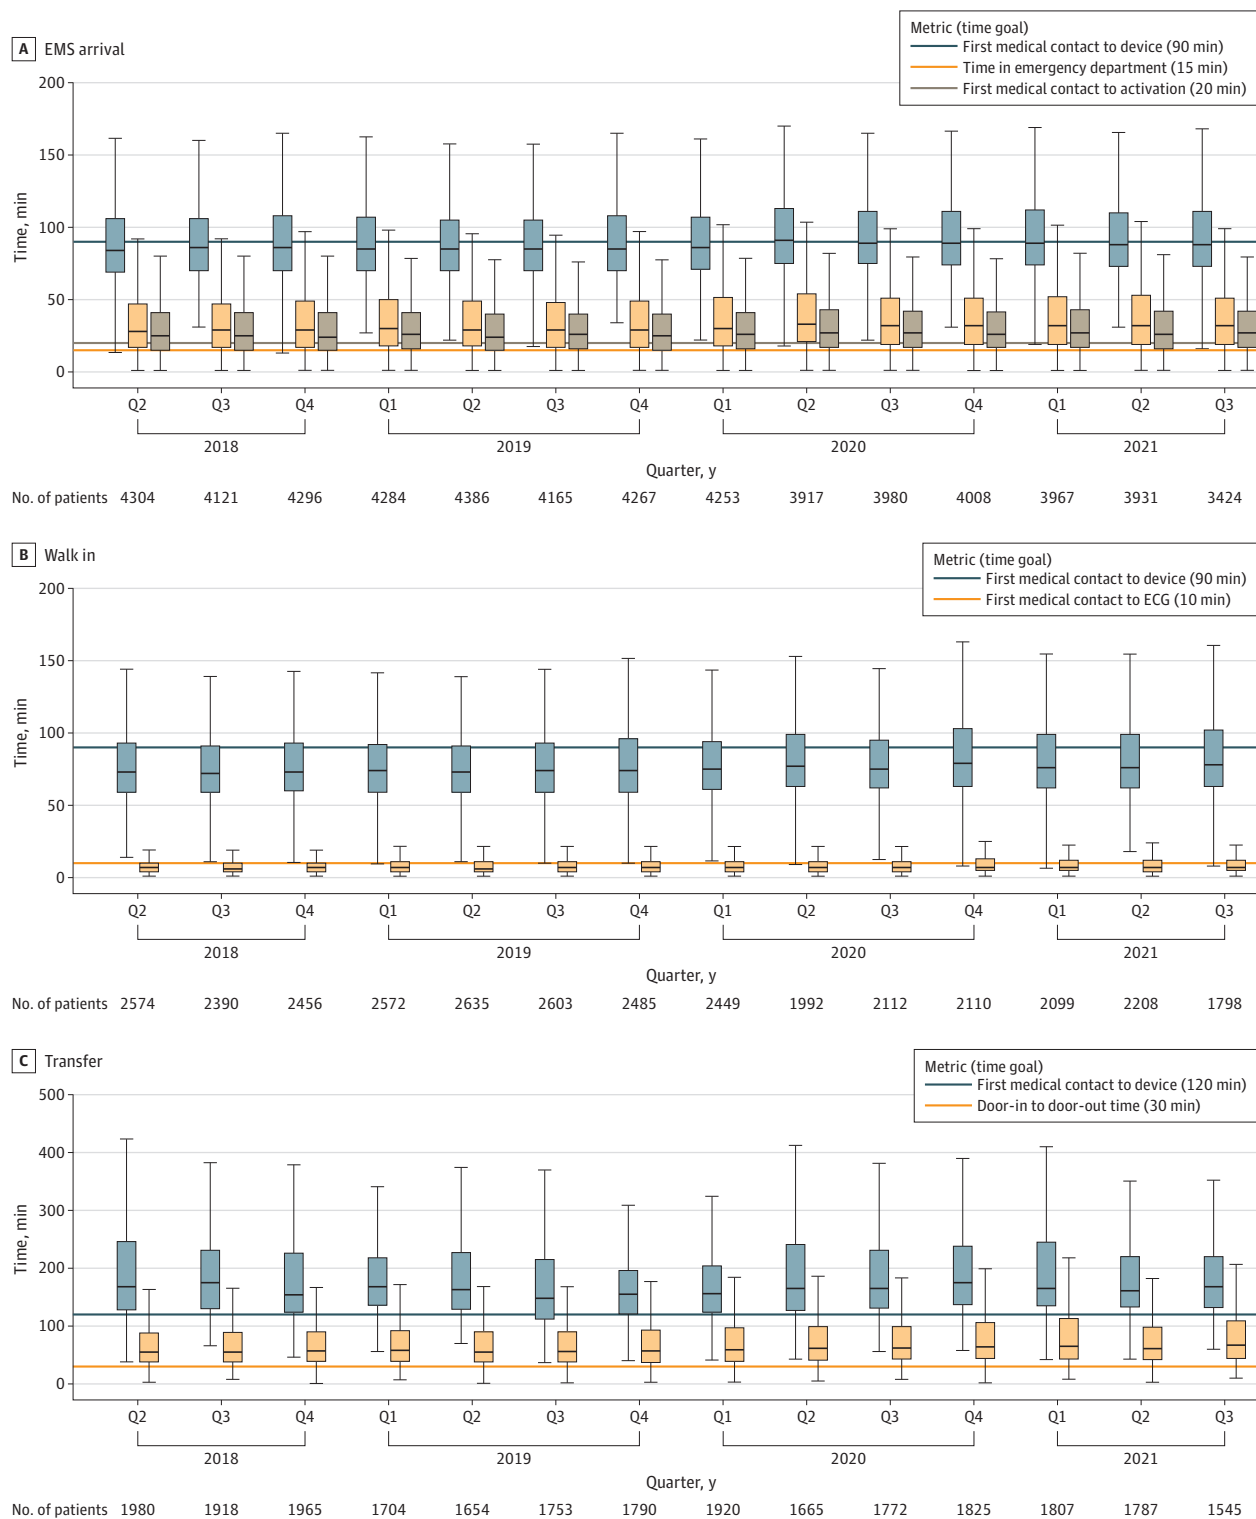 A EMS arrival
Metric (time goal)
First medical contact to device (90 min)
Time in emergency department (15 min)
First medical contact to activation (20 min)
Time, min
200
150
100
50
0
Q2 Q3 Q4 Q1 Q2 Q3 Q4 Q1 Q2 Q3 Q4 Q1 Q2 Q3
2018 2019 2020 2021
Quarter, y
No. of patients 4304 4121 4296 4284 4386 4165 4267 4253 3917 3980 4008 3967 3931 3424
B Walk in
Metric (time goal)
First medical contact to device (90 min)
First medical contact to ECG (10 min)
Time, min
200
150
100
50
0
Q2 Q3 Q4 Q1 Q2 Q3 Q4 Q1 Q2 Q3 Q4 Q1 Q2 Q3
2018 2019 2020 2021
Quarter, y
No. of patients 2574 2390 2456 2572 2635 2603 2485 2449 1992 2112 2110 2099 2208 1798
C Transfer
Metric (time goal)
First medical contact to device (120 min)
Door-in to door-out time (30 min)
Time, min
500
400
300
200
100
0
Q2 Q3 Q4 Q1 Q2 Q3 Q4 Q1 Q2 Q3 Q4 Q1 Q2 Q3
2018 2019 2020 2021
Quarter, y
No. of patients 1980 1918 1965 1704 1654 1753 1790 1920 1665 1772 1825 1807 1787 1545